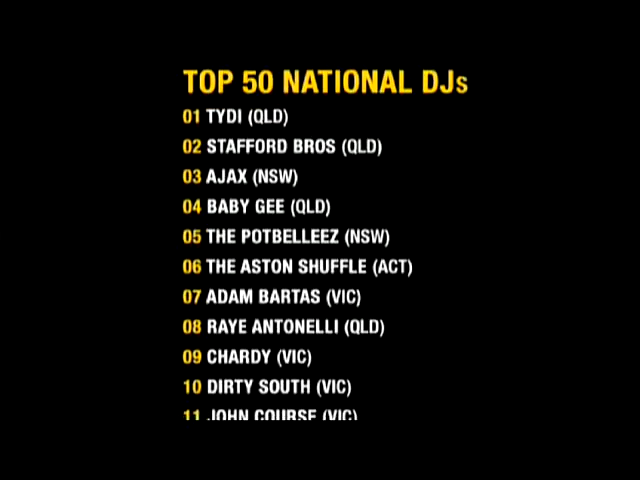 TOP 50 NATIONAL DJs
01 TYDI (QLD)
02 STAFFORD BROS (QLD)
03 AJAX (NSW)
04 BABY GEE (QLD)
05 THE POTBELLEEZ (NSW)
06 THE ASTON SHUFFLE (ACT)
07 ADAM BARTAS (VIC)
08 RAYE ANTONELLI (QLD)
09 CHARDY (VIC)
10 DIRTY SOUTH (VIC)
11 JOHN COURSE (VIC)